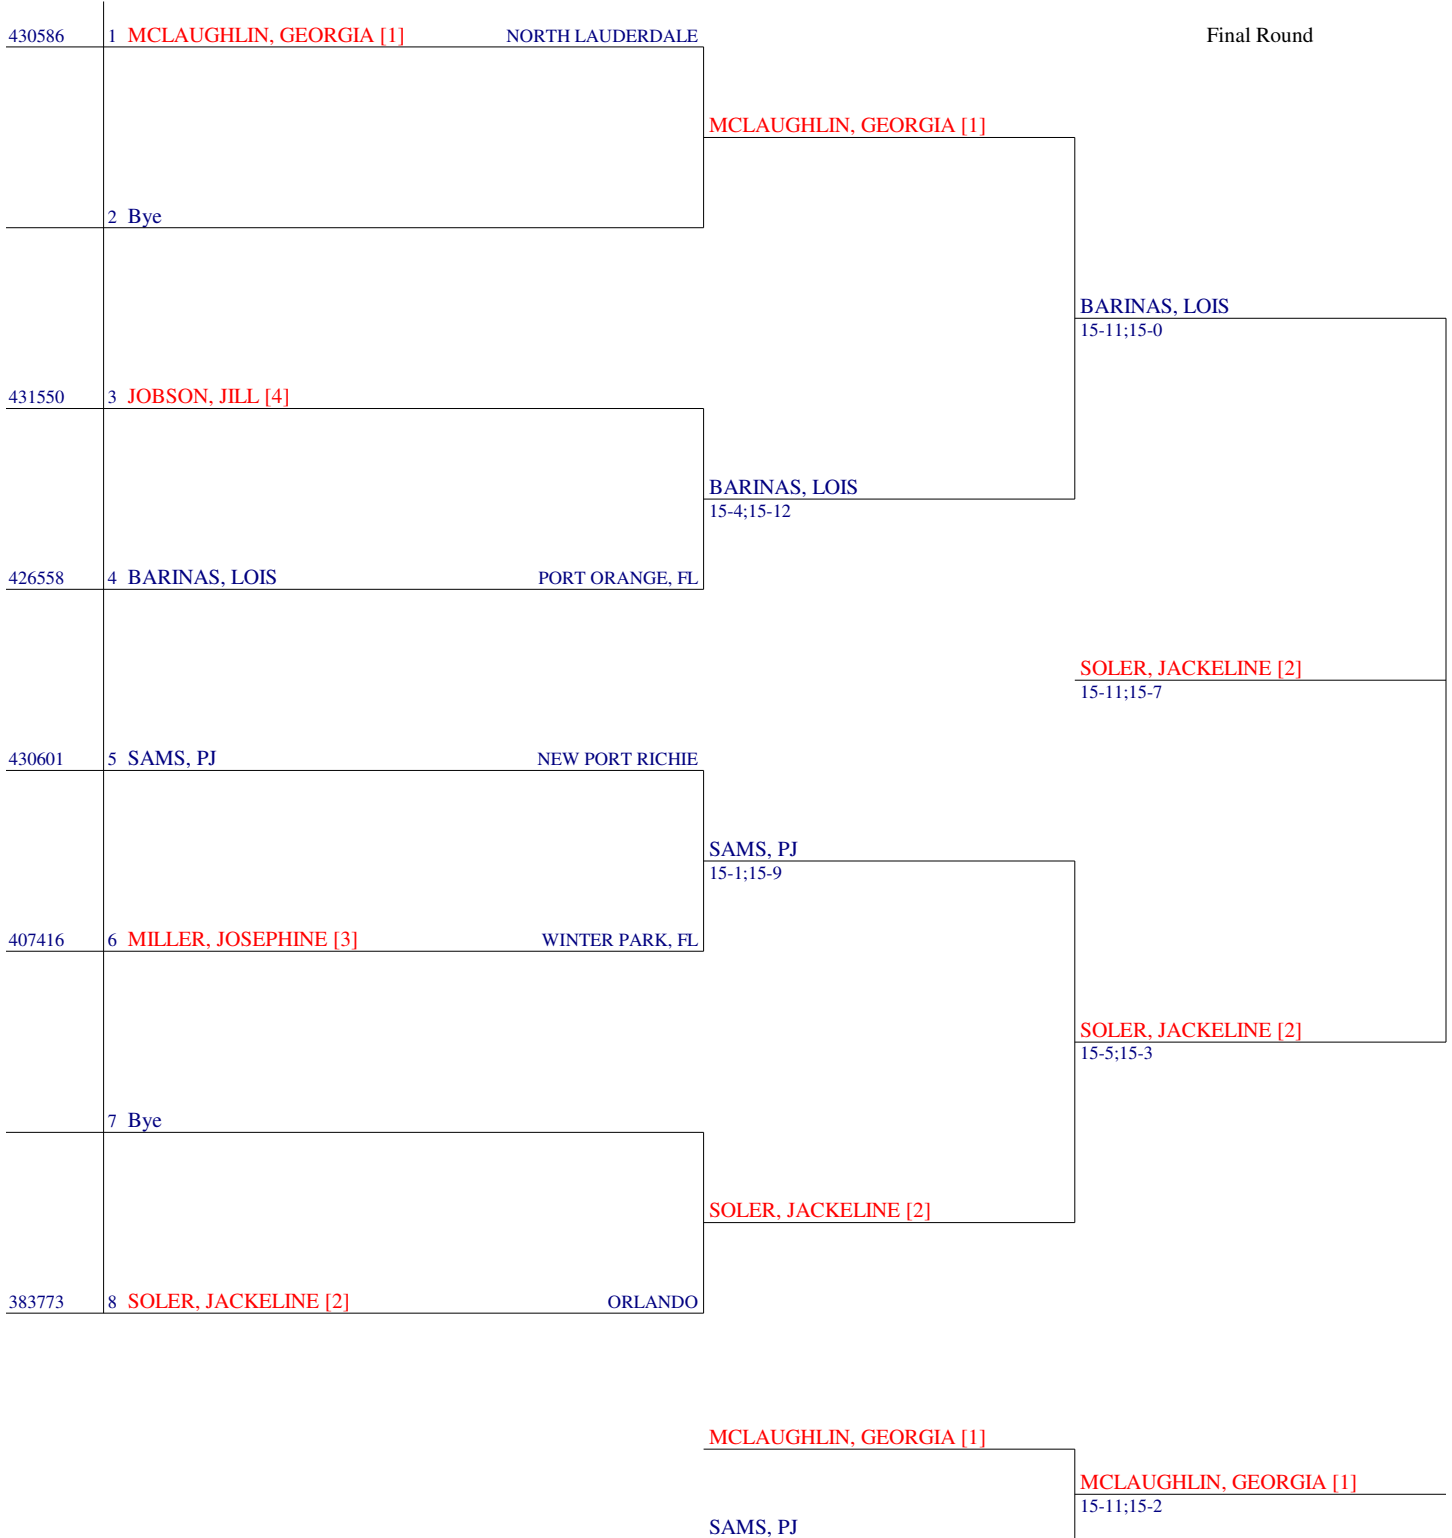 430586 1 MCLAUGHLIN, GEORGIA [1] NORTH LAUDERDALE Final Round
MCLAUGHLIN, GEORGIA [1]
2 Bye
BARINAS, LOIS
15-11;15-0
431550 3 JOBSON, JILL [4]
BARINAS, LOIS
15-4;15-12
426558 4 BARINAS, LOIS PORT ORANGE, FL
SOLER, JACKELINE [2]
15-11;15-7
430601 5 SAMS, PJ NEW PORT RICHIE
SAMS, PJ
15-1;15-9
407416 6 MILLER, JOSEPHINE [3] WINTER PARK, FL
SOLER, JACKELINE [2]
15-5;15-3
7 Bye
SOLER, JACKELINE [2]
383773 8 SOLER, JACKELINE [2] ORLANDO
MCLAUGHLIN, GEORGIA [1]
MCLAUGHLIN, GEORGIA [1]
15-11;15-2
SAMS, PJ